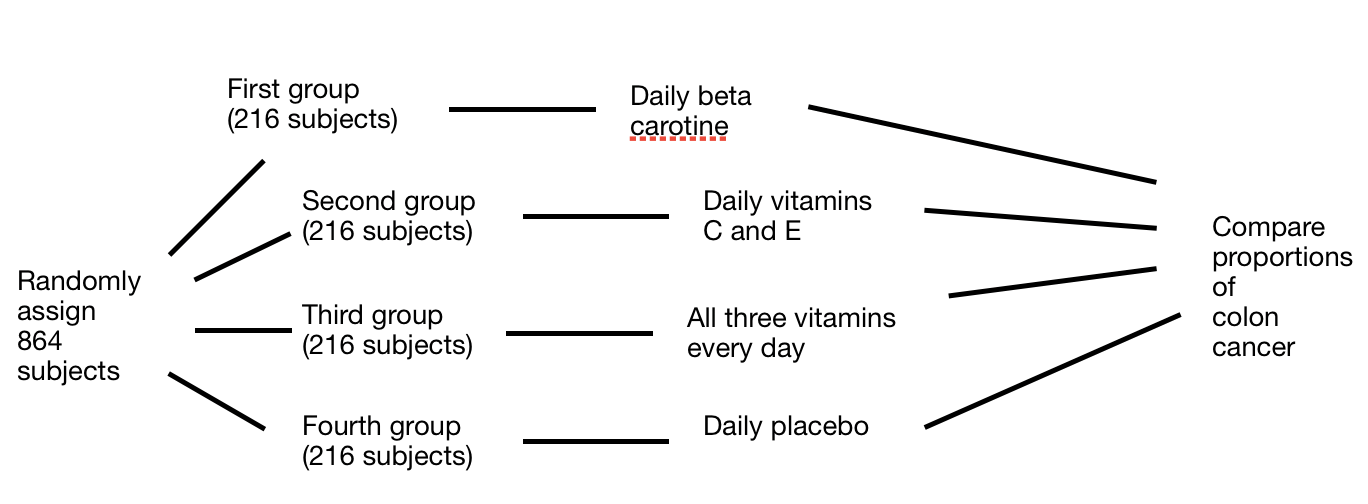 First group
(216 subjects)
Daily beta
carotine
Second group
(216 subjects)
Daily vitamins
C and E
Compare
proportions
of
colon
cancer
Randomly
assign
864
subjects
Third group
(216 subjects)
All three vitamins
every day
Fourth group
(216 subjects)
Daily placebo